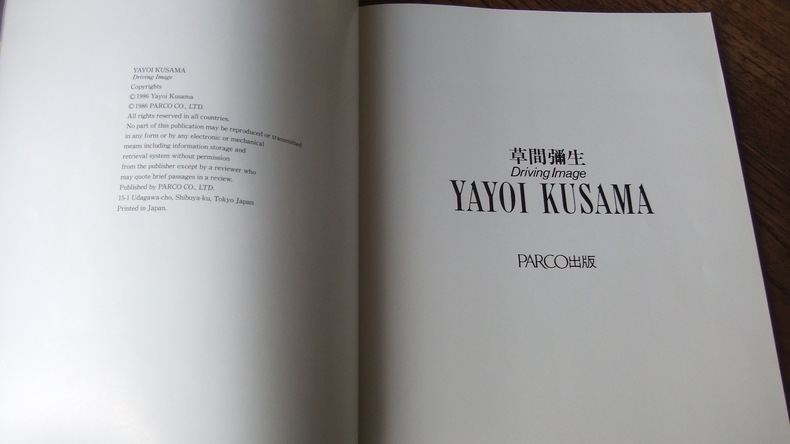 YAYOI KUSAMA
Driving Image
Copyrights
© 1986 Yayoi Kusama
© 1986 PARCO CO., LTD.
All rights reserved in all countries.
No part of this publication may be reproduced or transmitted
in any form or by any electronic or mechanical
means including information storage and
retrieval system without permission
from the publisher except by a reviewer who
may quote brief passages in a review.
Published by PARCO CO., LTD.
15-1 Udagawa-cho, Shibuya-ku, Tokyo Japan
Printed in Japan.
草間彌生
Driving Image
YAYOI KUSAMA
PARCO出版